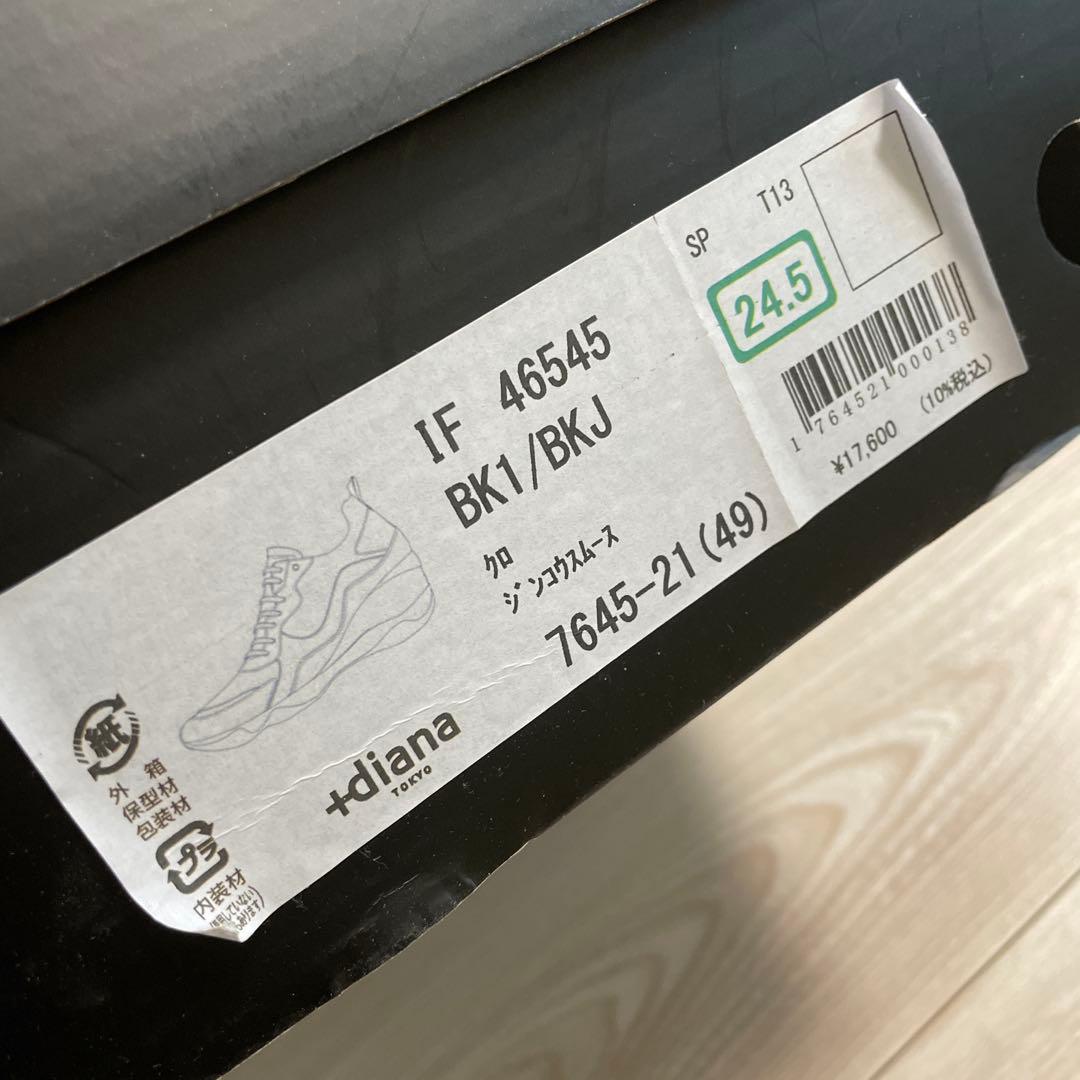 SP T13
24.5
1 764521 000138
¥17,600 (10%税込)
IF 46545
BK1/BKJ
クロ
ジンコウスムース
7645-21(49)
+diana
TOKYO
紙
外 箱
保型材
包装材
プラ
内装材